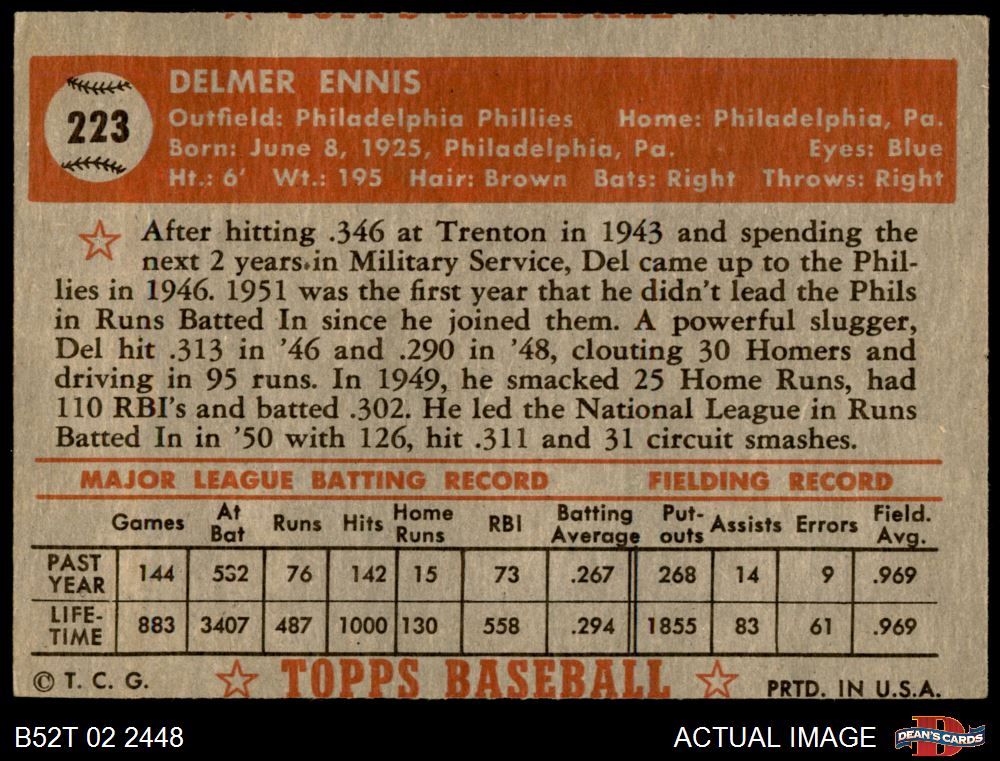 TOPPS BASEBALL
223
DELMER ENNIS
Outfield: Philadelphia Phillies Home: Philadelphia, Pa.
Born: June 8, 1925, Philadelphia, Pa. Eyes: Blue
Ht.: 6' Wt.: 195 Hair: Brown Bats: Right Throws: Right
After hitting .346 at Trenton in 1943 and spending the
next 2 years in Military Service, Del came up to the Phil-
lies in 1946. 1951 was the first year that he didn't lead the Phils
in Runs Batted In since he joined them. A powerful slugger,
Del hit .313 in '46 and .290 in '48, clouting 30 Homers and
driving in 95 runs. In 1949, he smacked 25 Home Runs, had
110 RBI's and batted .302. He led the National League in Runs
Batted In in '50 with 126, hit .311 and 31 circuit smashes.
MAJOR LEAGUE BATTING RECORD FIELDING RECORD
Games At Bat Runs Hits Home Runs RBI Batting Average Put-outs Assists Errors Field. Avg.
PAST YEAR 144 532 76 142 15 73 .267 268 14 9 .969
LIFE-TIME 883 3407 487 1000 130 558 .294 1855 83 61 .969
© T. C. G. TOPPS BASEBALL PRTD. IN U.S.A.
B52T 02 2448 ACTUAL IMAGE DEAN'S CARDS